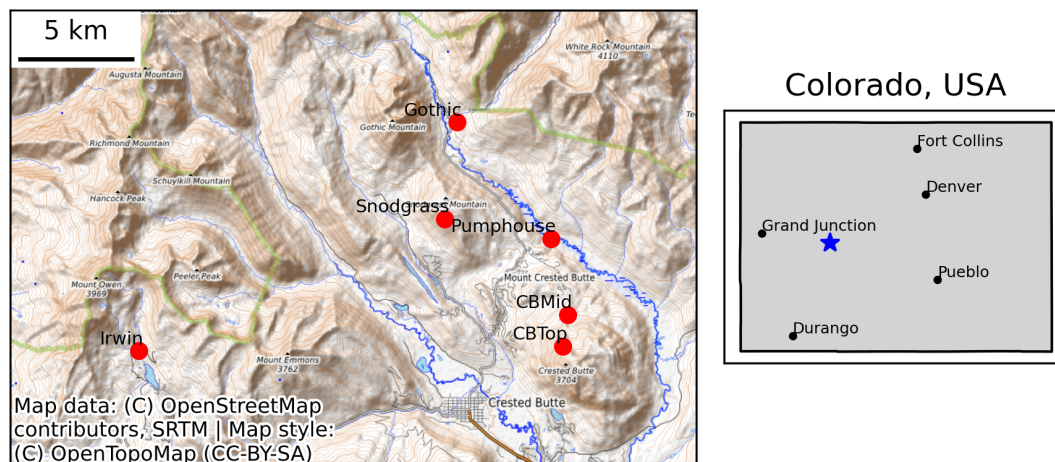 5 km
Augusta Mountain
White Rock Mountain
4110
Gothic
Gothic Mountain
Richmond Mountain
Schuylkill Mountain
Hancock Peak
Snodgrass
Mountain
Pumphouse
Peeler Peak
Mount Crested Butte
Mount Owen
3969
CBMid
CBTop
Irwin
Mount Emmons
3762
Crested Butte
3704
Crested Butte
Map data: (C) OpenStreetMap
contributors, SRTM | Map style:
(C) OpenTopoMap (CC-BY-SA)
Colorado, USA
Fort Collins
Denver
Grand Junction
Pueblo
Durango